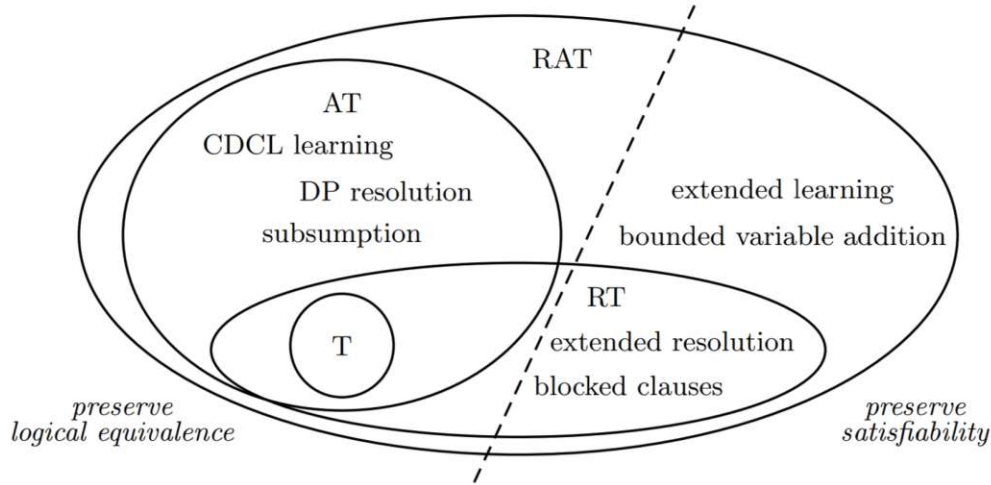 RAT
AT
CDCL learning
DP resolution
subsumption
extended learning
bounded variable addition
RT
T
extended resolution
blocked clauses
preserve
logical equivalence
preserve
satisfiability